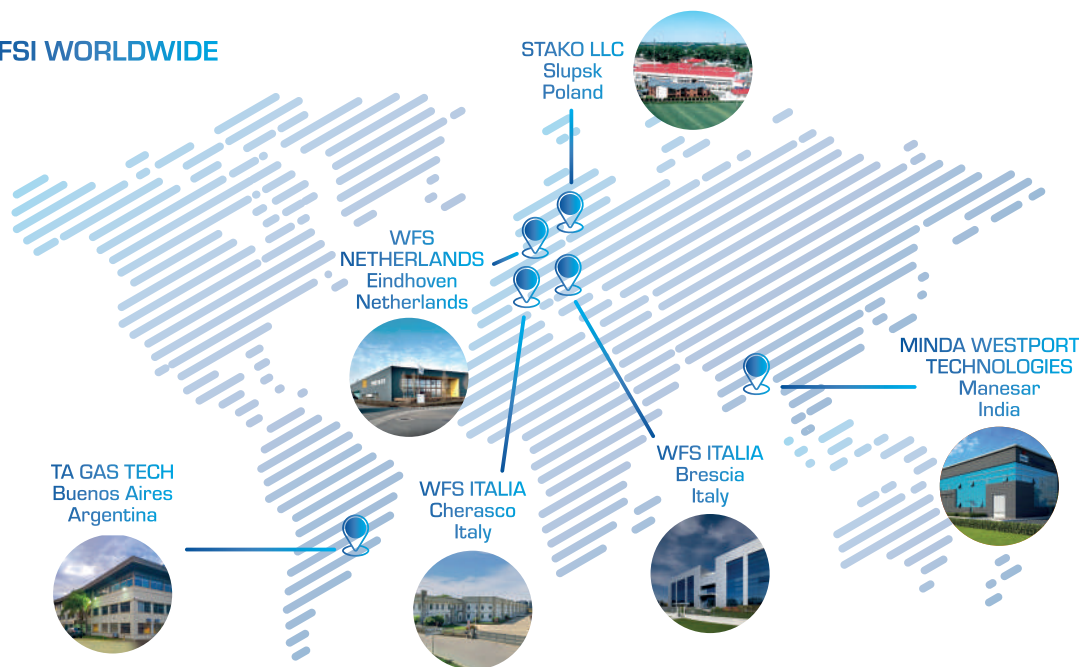 FSI WORLDWIDE
STAKO LLC
Slupsk
Poland
WFS
NETHERLANDS
Eindhoven
Netherlands
MINDA WESTPORT
TECHNOLOGIES
Manesar
India
TA GAS TECH
Buenos Aires
Argentina
WFS ITALIA
Cherasco
Italy
WFS ITALIA
Brescia
Italy